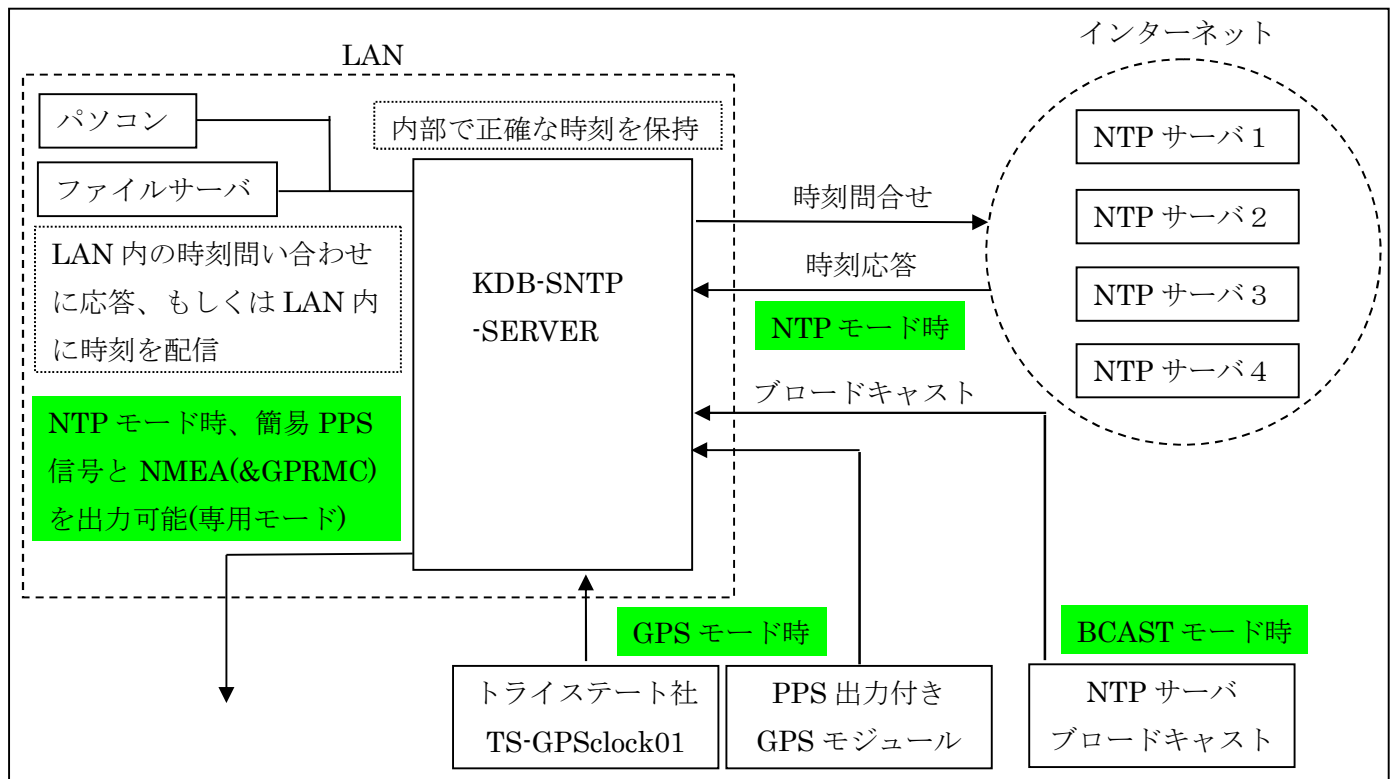 インターネット
LAN
パソコン
内部で正確な時刻を保持
ファイルサーバ
LAN 内の時刻問い合わせ
に応答、もしくは LAN 内
に時刻を配信
KDB-SNTP
-SERVER
時刻問合せ
時刻応答
NTP モード時
NTP サーバ１
NTP サーバ２
NTP サーバ３
NTP サーバ４
ブロードキャスト
NTP モード時、簡易 PPS
信号と NMEA(&GPRMC)
を出力可能(専用モード)
GPS モード時
BCAST モード時
トライステート社
TS-GPSclock01
PPS 出力付き
GPS モジュール
NTP サーバ
ブロードキャスト